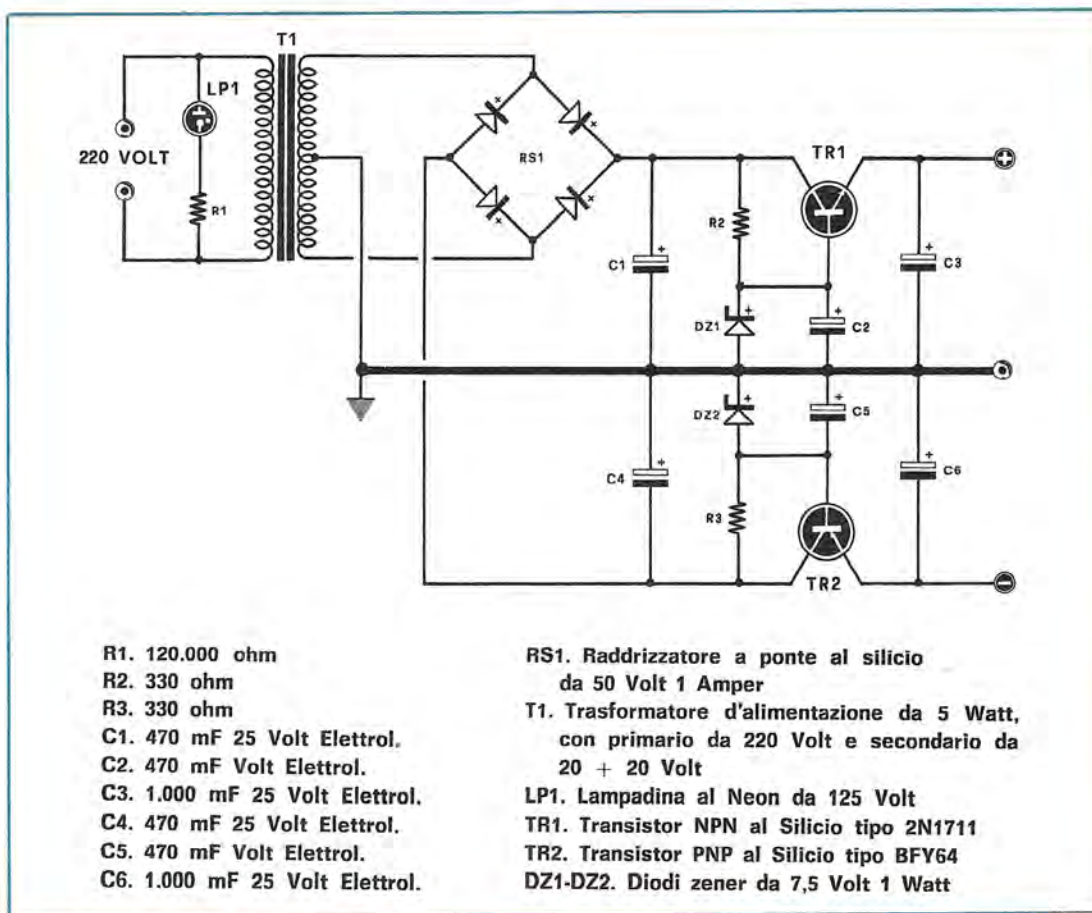 T1
LP1
220 VOLT
R1
RS1
TR1
R2
C1
C3
DZ1
C2
DZ2
C5
C4
C6
R3
TR2
R1. 120.000 ohm
R2. 330 ohm
R3. 330 ohm
C1. 470 mF 25 Volt Elettrol.
C2. 470 mF Volt Elettrol.
C3. 1.000 mF 25 Volt Elettrol.
C4. 470 mF 25 Volt Elettrol.
C5. 470 mF Volt Elettrol.
C6. 1.000 mF 25 Volt Elettrol.
RS1. Raddrizzatore a ponte al silicio
da 50 Volt 1 Amper
T1. Trasformatore d'alimentazione da 5 Watt,
con primario da 220 Volt e secondario da
20 + 20 Volt
LP1. Lampadina al Neon da 125 Volt
TR1. Transistor NPN al Silicio tipo 2N1711
TR2. Transistor PNP al Silicio tipo BFY64
DZ1-DZ2. Diodi zener da 7,5 Volt 1 Watt